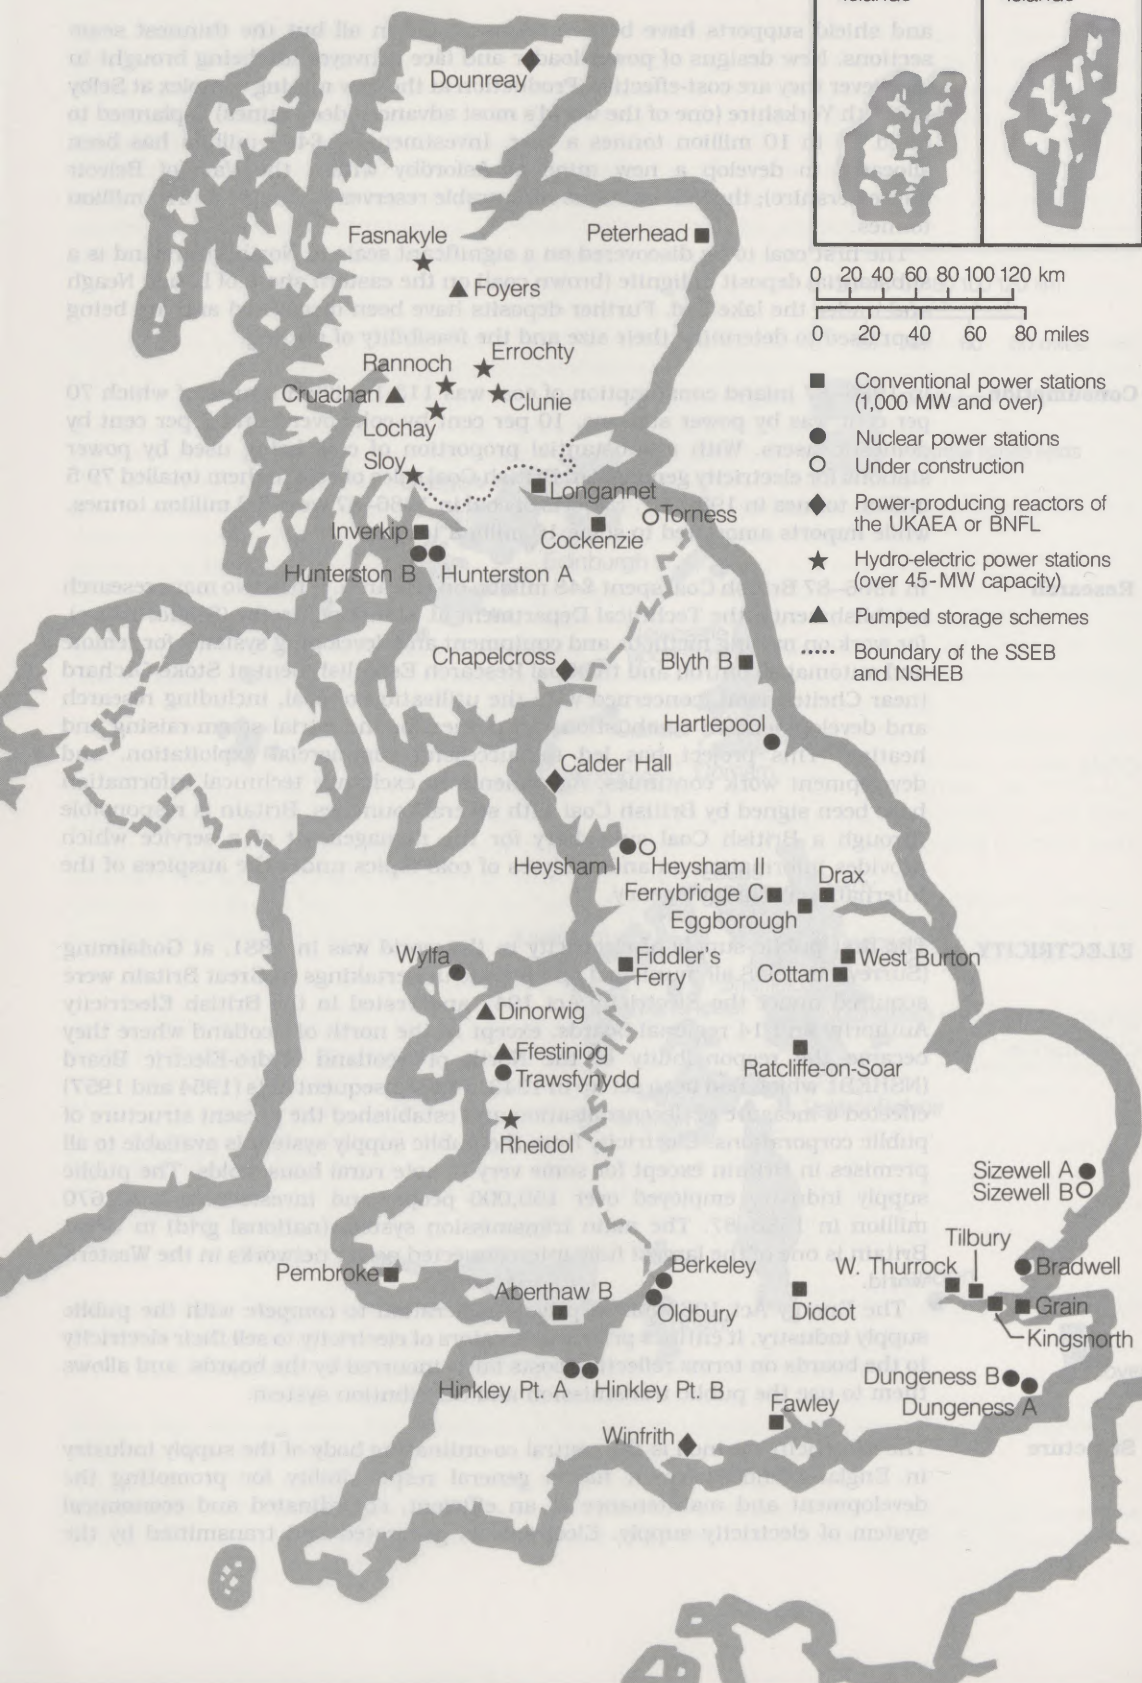 Islands
Islands
Dounreay
Peterhead
Fasnakyle
Foyers
0 20 40 60 80 100 120 km
0 20 40 60 80 miles
Errochty
Rannoch
Cruachan
Clunie
Lochay
Sloy
Longannet
Torness
Inverkip
Cockenzie
Hunterston B
Hunterston A
Conventional power stations
(1,000 MW and over)
Nuclear power stations
Under construction
Power-producing reactors of
the UKAEA or BNFL
Hydro-electric power stations
(over 45-MW capacity)
Pumped storage schemes
Boundary of the SSEB
and NSHEB
Chapelcross
Blyth B
Hartlepool
Calder Hall
Heysham I
Heysham II
Drax
Ferrybridge C
Eggborough
Wylfa
Fiddler's
Ferry
West Burton
Cottam
Dinorwig
Ffestiniog
Trawsfynydd
Ratcliffe-on-Soar
Rheidol
Sizewell A
Sizewell B
Tilbury
Pembroke
Berkeley
W. Thurrock
Bradwell
Aberthaw B
Oldbury
Didcot
Grain
Kingsnorth
Hinkley Pt. A
Hinkley Pt. B
Dungeness B
Dungeness A
Fawley
Winfrith